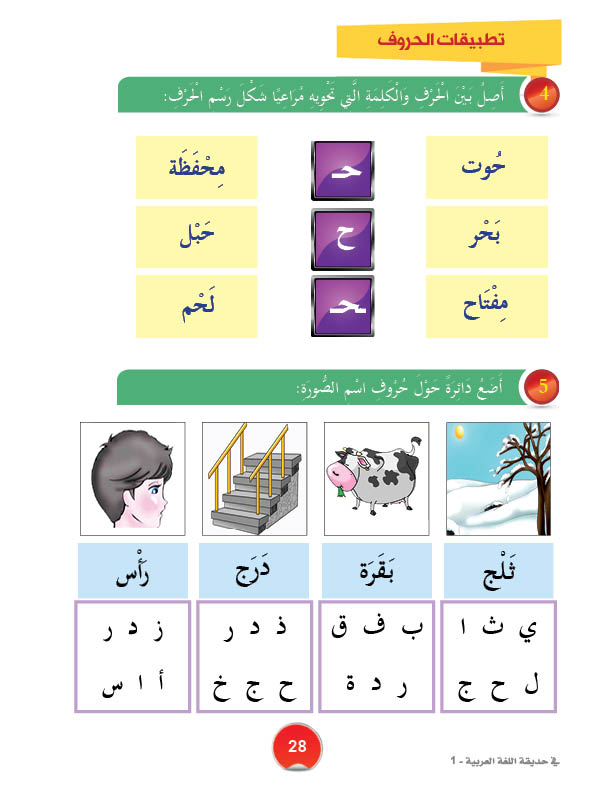 تطبيقات الحروف
4 أَصِلُ بَيْنَ الْحَرْفِ وَالْكَلِمَةِ الَّتِي تَحْوِيهِ مُرَاعِيًا شَكْلَ رَسْمِ الْحَرْفِ:
حُوت حـ مِحْفَظَة
بَحْر ح حَبْل
مِفْتَاح ـحـ لَحْم
5 أَضَعُ دَائِرَةً حَوْلَ حُرُوفِ اسْمِ الصُّورَةِ:
ثَلْج بَقَرَة دَرَج رَأْس
ي ث ا ب ف ق ذ د ر ز د ر
ل ح ج ر د ة ح ج خ أ ا س
28
في حديقة اللغة العربية - 1